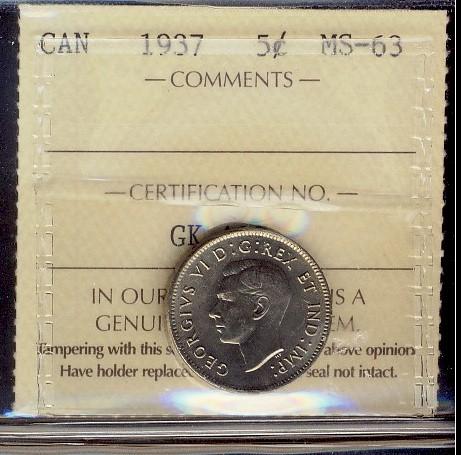 CAN 1937 5¢ MS-63
— COMMENTS —
— CERTIFICATION NO. —
GK
IN OUR IS A
GENUI M.
Tampering with this s above opinion
Have holder replace seal not intact.
GEORGIVS VI D:G:REX ET IND:IMP: